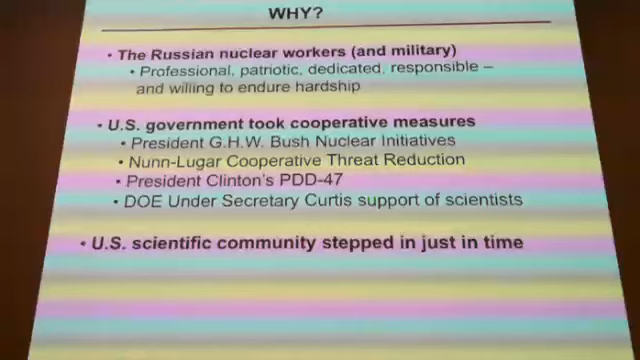 WHY?
• The Russian nuclear workers (and military)
• Professional, patriotic, dedicated, responsible –
and willing to endure hardship
• U.S. government took cooperative measures
• President G.H.W. Bush Nuclear Initiatives
• Nunn-Lugar Cooperative Threat Reduction
• President Clinton's PDD-47
• DOE Under Secretary Curtis support of scientists
• U.S. scientific community stepped in just in time